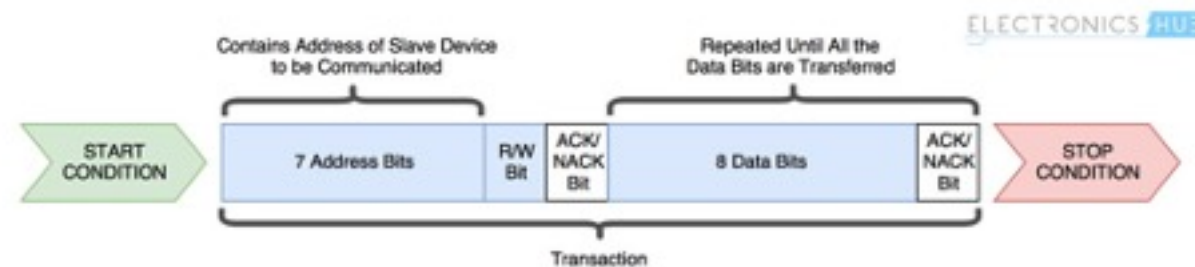 ELECTRONICS HUB
Contains Address of Slave Device
to be Communicated
Repeated Until All the
Data Bits are Transferred
START
CONDITION
7 Address Bits
R/W
Bit
ACK/
NACK
Bit
8 Data Bits
ACK/
NACK
Bit
STOP
CONDITION
Transaction